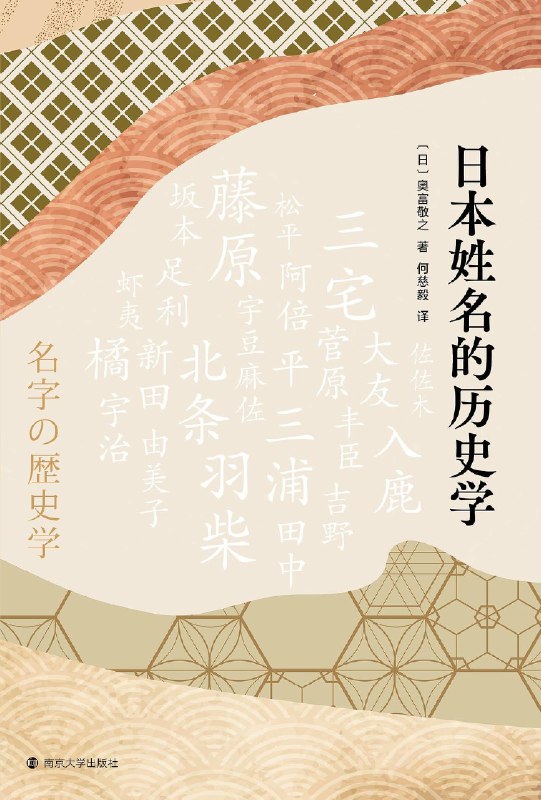 日本姓名的历史学
〔日〕奥富敬之 著 何慈毅 译
佐佐木
大友
入鹿
三宅
菅原
丰臣
吉野
松平
阿倍
平
三浦
田中
藤原
宇豆麻佐
北条
羽柴
坂本
足利
新田
由美子
虾夷
橘
宇治
名字の歴史学
南京大学出版社